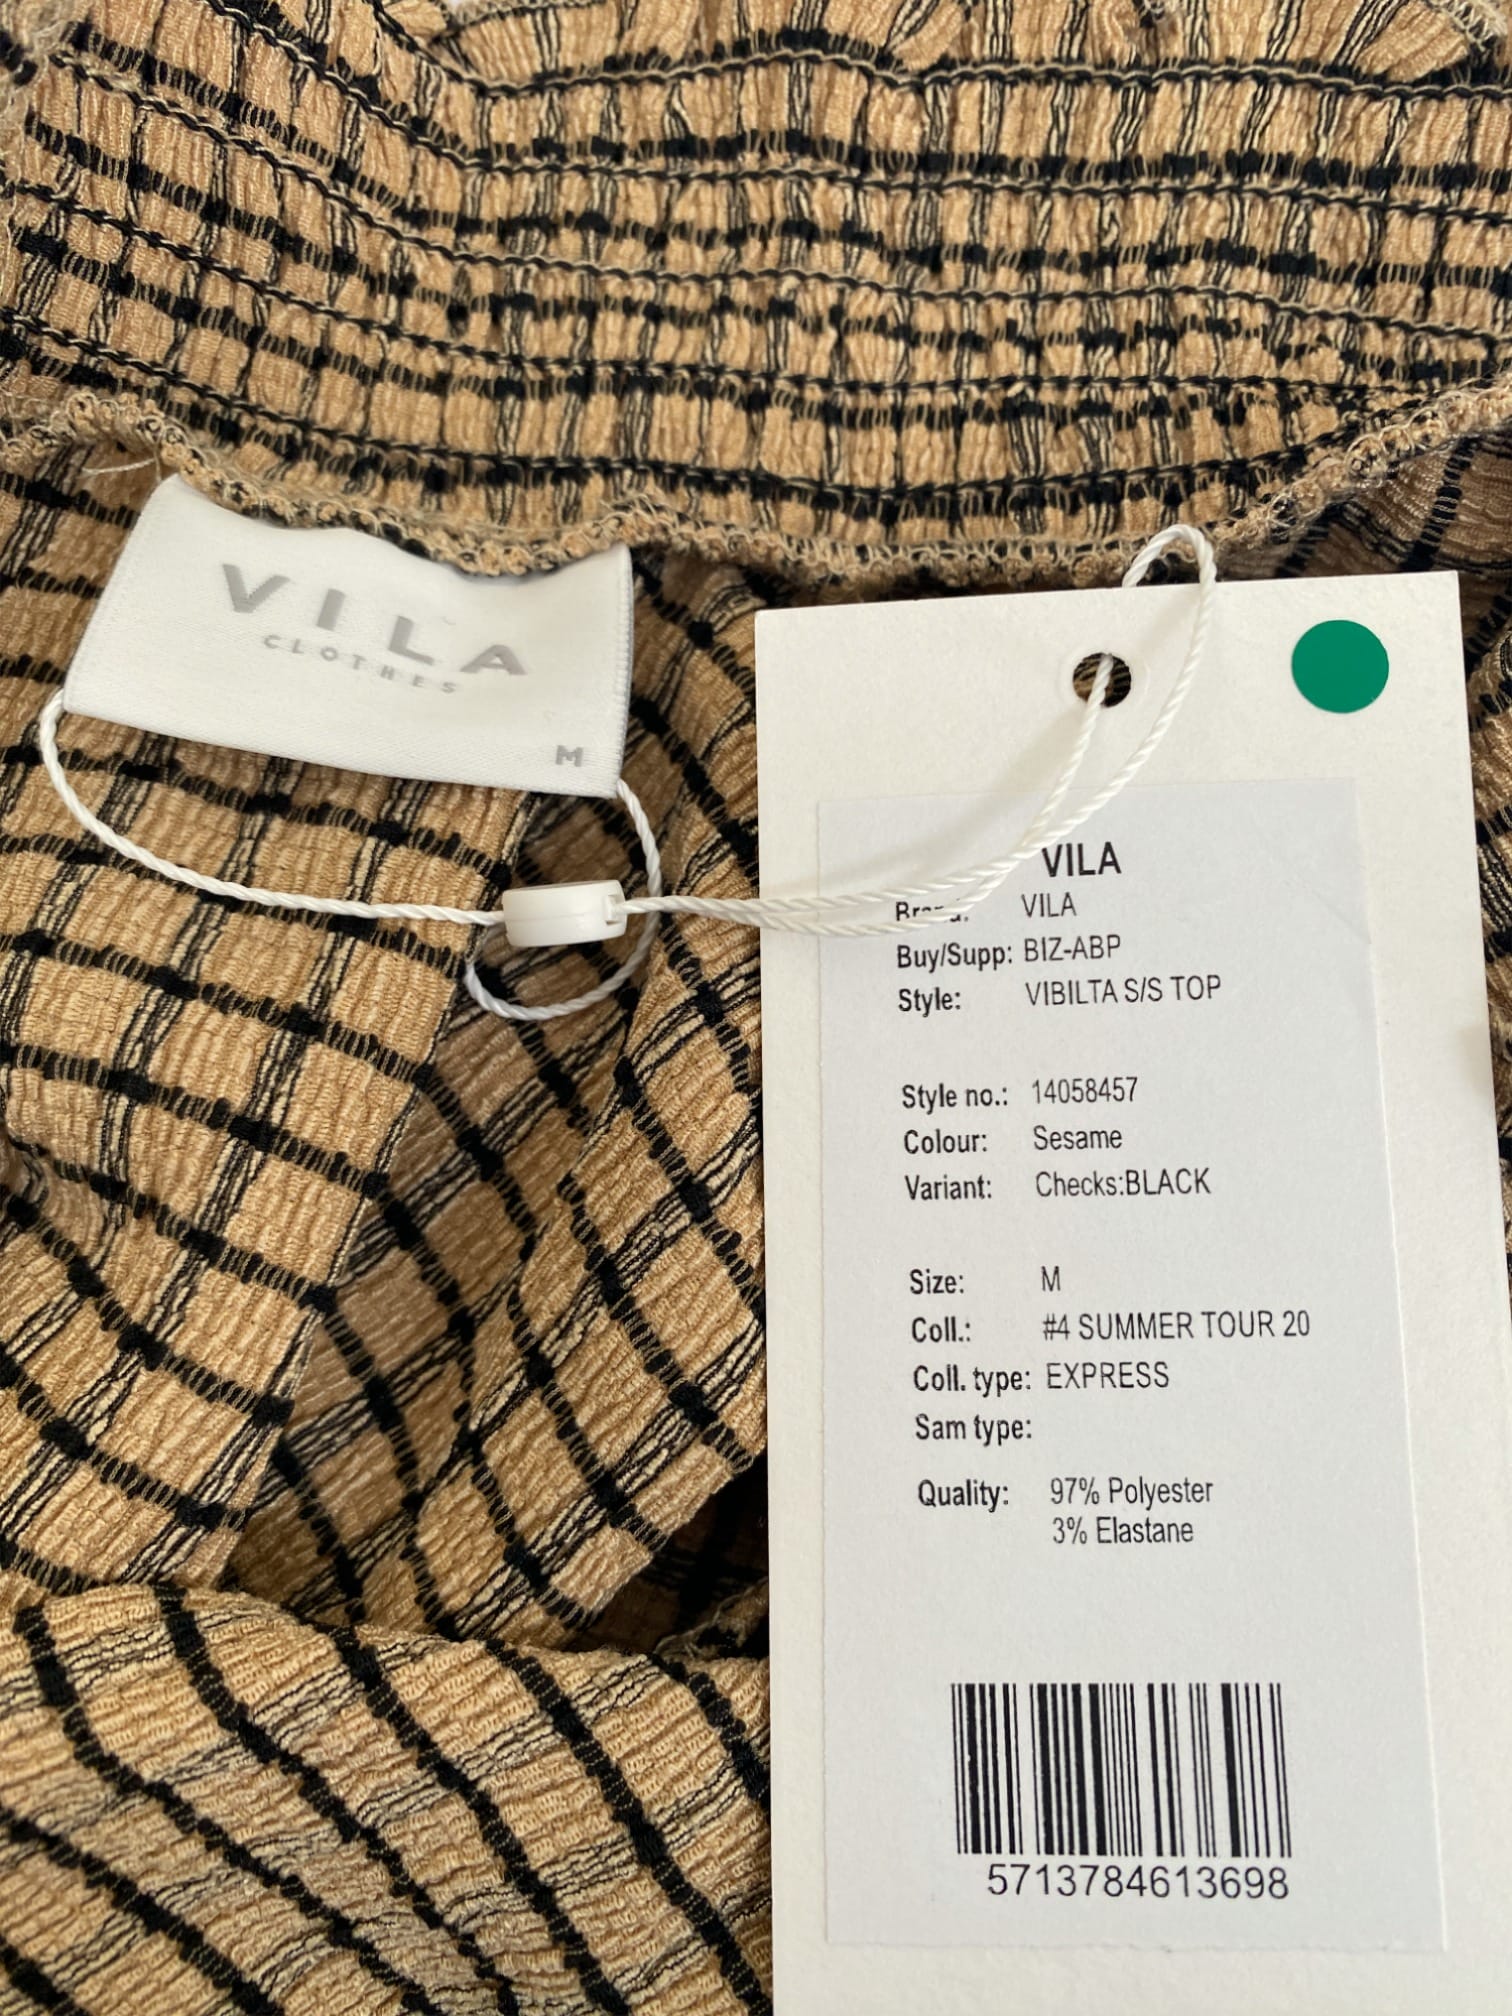 VILA
CLOTHES
M
VILA
VILA
Buy/Supp: BIZ-ABP
Style: VIBILTA S/S TOP
Style no.: 14058457
Colour: Sesame
Variant: Checks:BLACK
Size: M
Coll.: #4 SUMMER TOUR 20
Coll. type: EXPRESS
Sam type:
Quality: 97% Polyester
3% Elastane
5713784613698